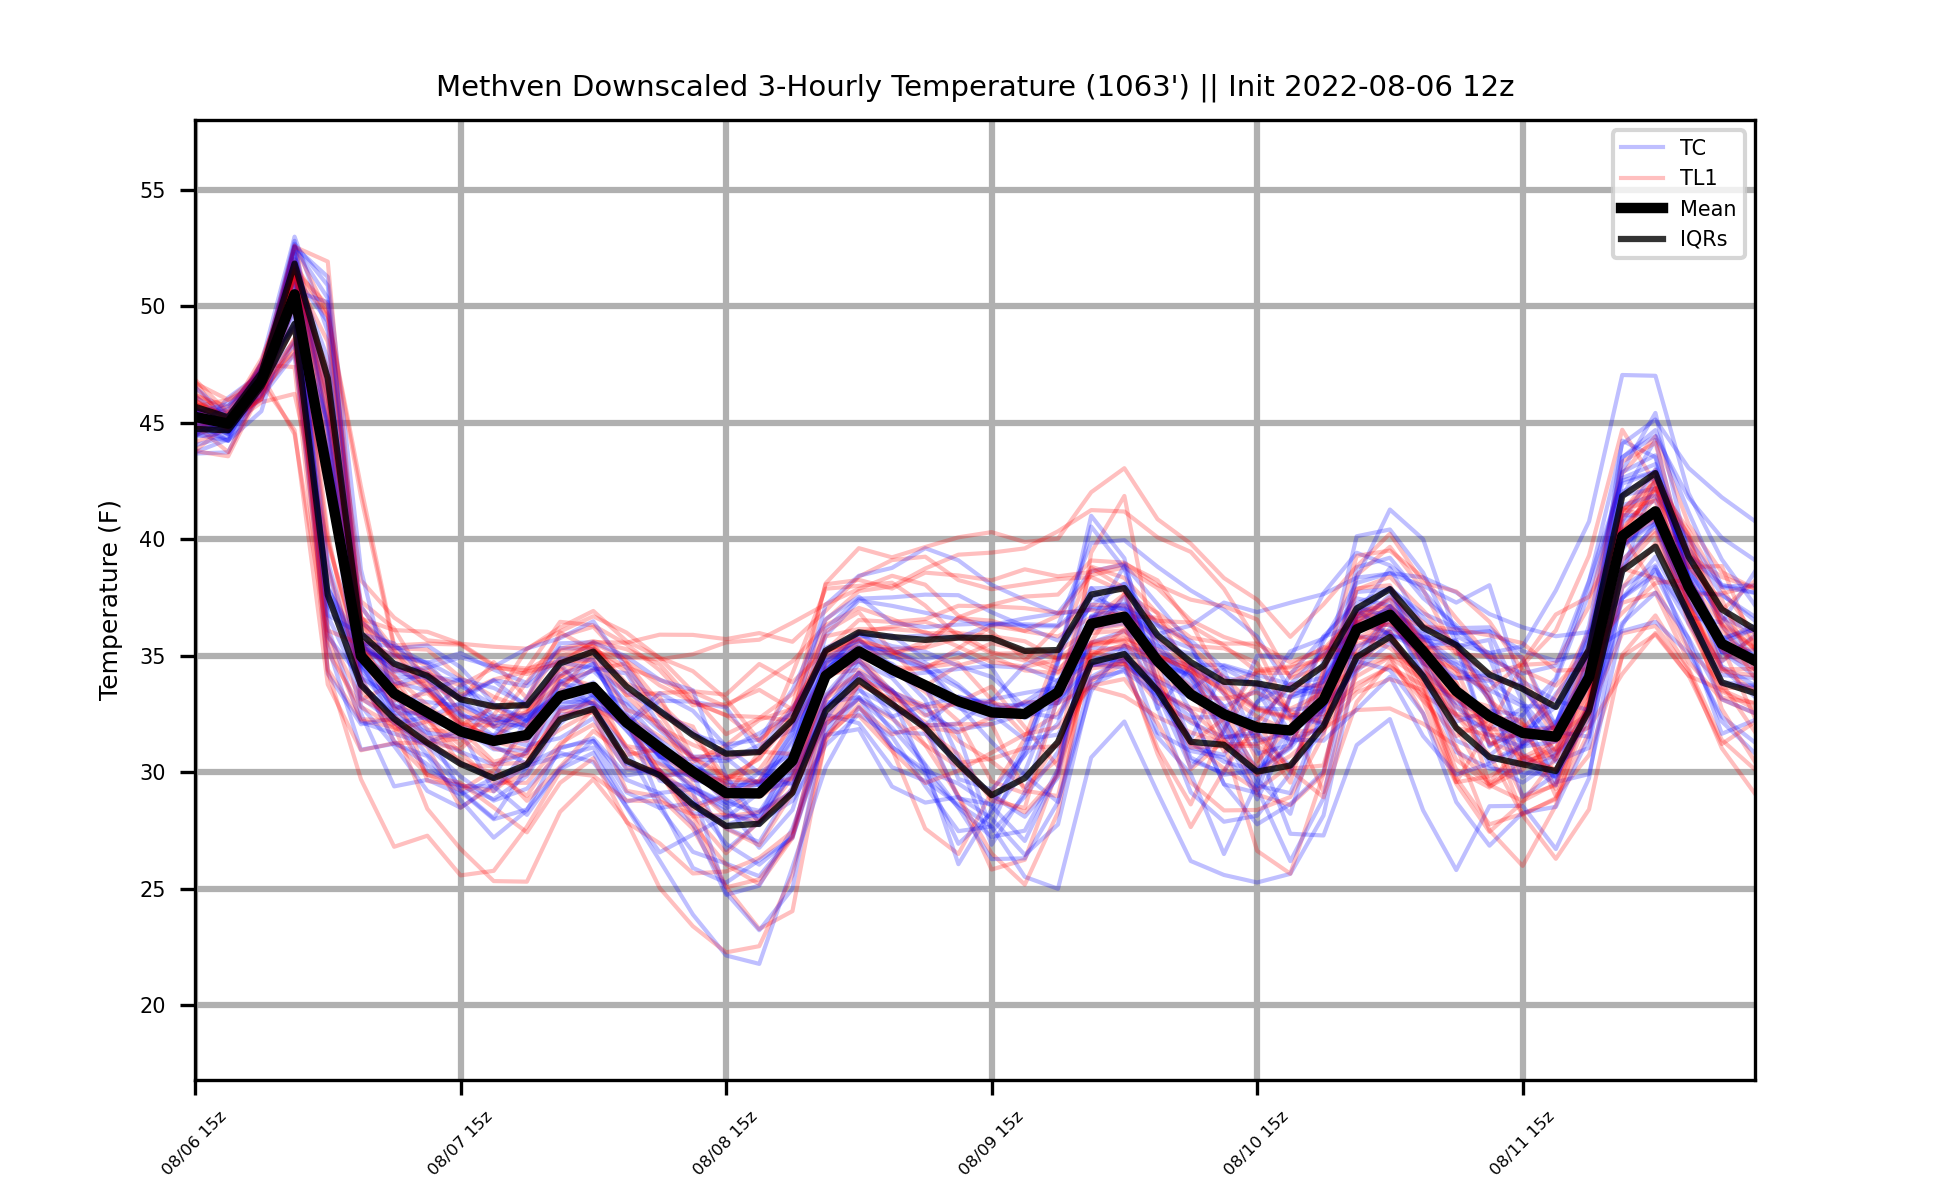 Methven Downscaled 3-Hourly Temperature (1063') || Init 2022-08-06 12z
TC
TL1
Mean
IQRs
Temperature (F)
55
50
45
40
35
30
25
20
08/06 15z
08/07 15z
08/08 15z
08/09 15z
08/10 15z
08/11 15z